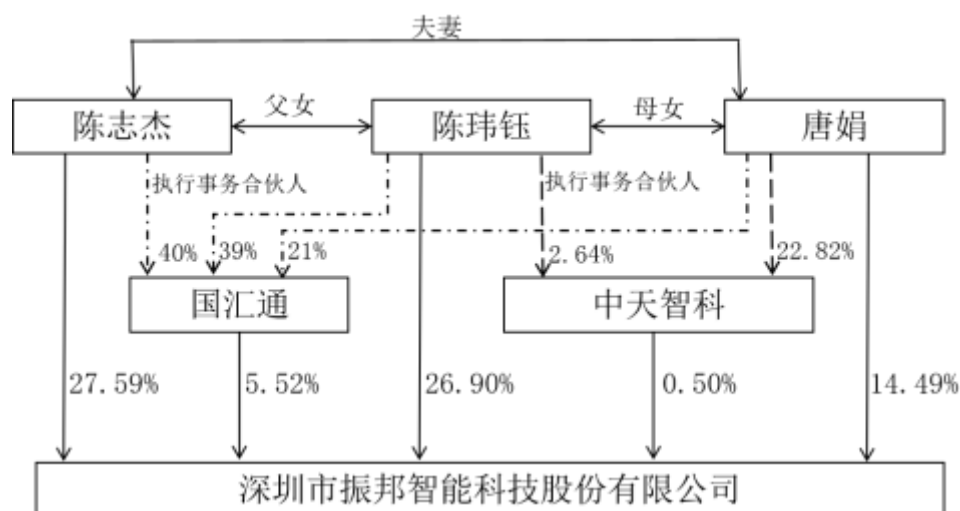 夫妻
陈志杰
父女
陈玮钰
母女
唐娟
执行事务合伙人
执行事务合伙人
40%
39%
21%
2.64%
22.82%
国汇通
中天智科
27.59%
5.52%
26.90%
0.50%
14.49%
深圳市振邦智能科技股份有限公司